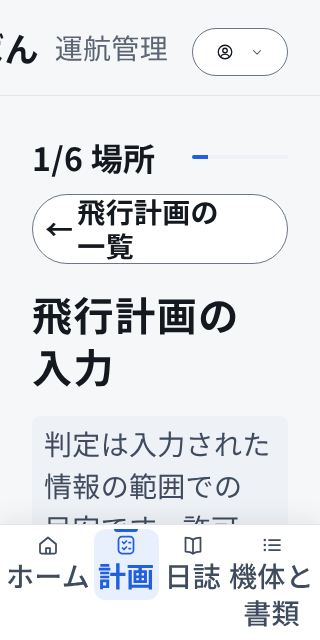 ん 運航管理
1/6 場所
← 飛行計画の
一覧
飛行計画の
入力
判定は入力された
情報の範囲での
ホーム 計画 日誌 機体と
書類